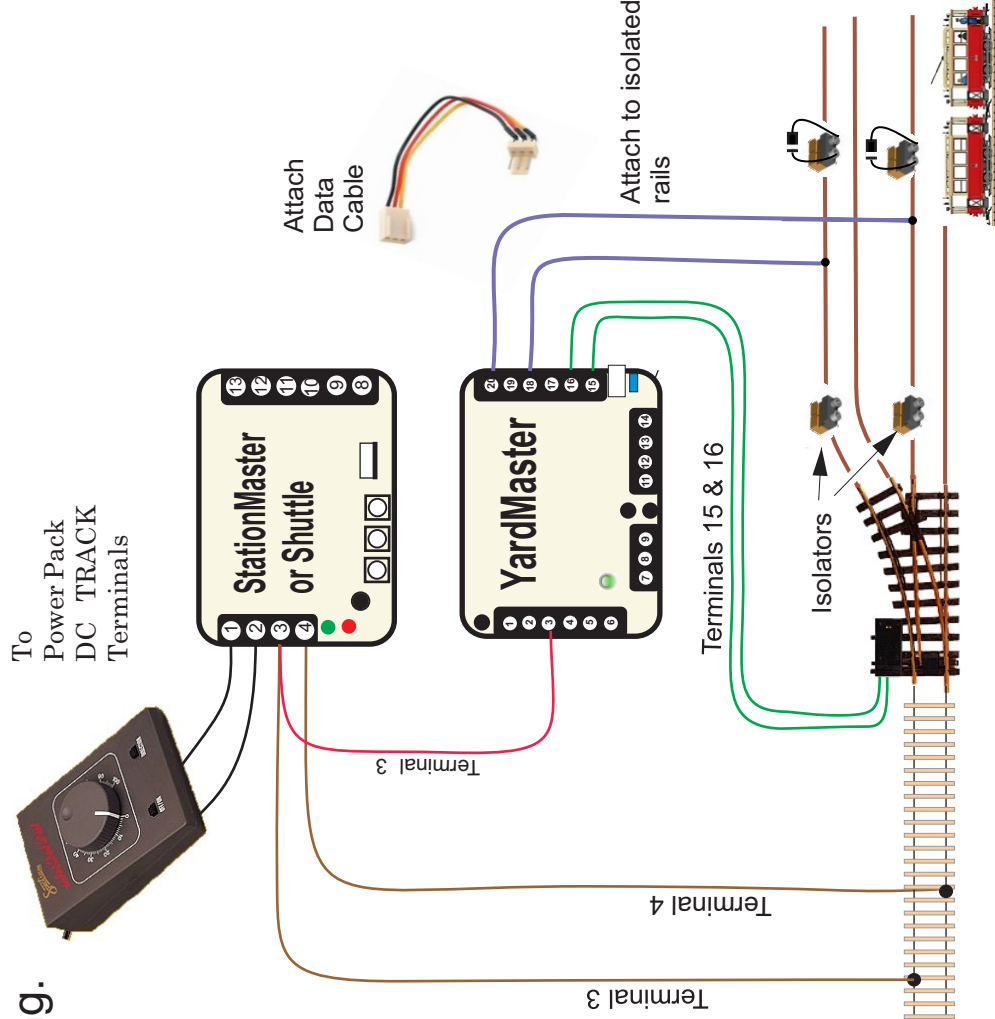 g.
To
Power Pack
DC TRACK
Terminals
StationMaster
or Shuttle
1
2
3
4
13
12
11
10
9
8
Attach
Data
Cable
YardMaster
1
2
3
4
5
6
7
8
9
11
12
13
14
20
19
18
17
16
15
Attach to isolated
rails
Terminal 3
Terminals 15 & 16
Isolators
Terminal 4
Terminal 3